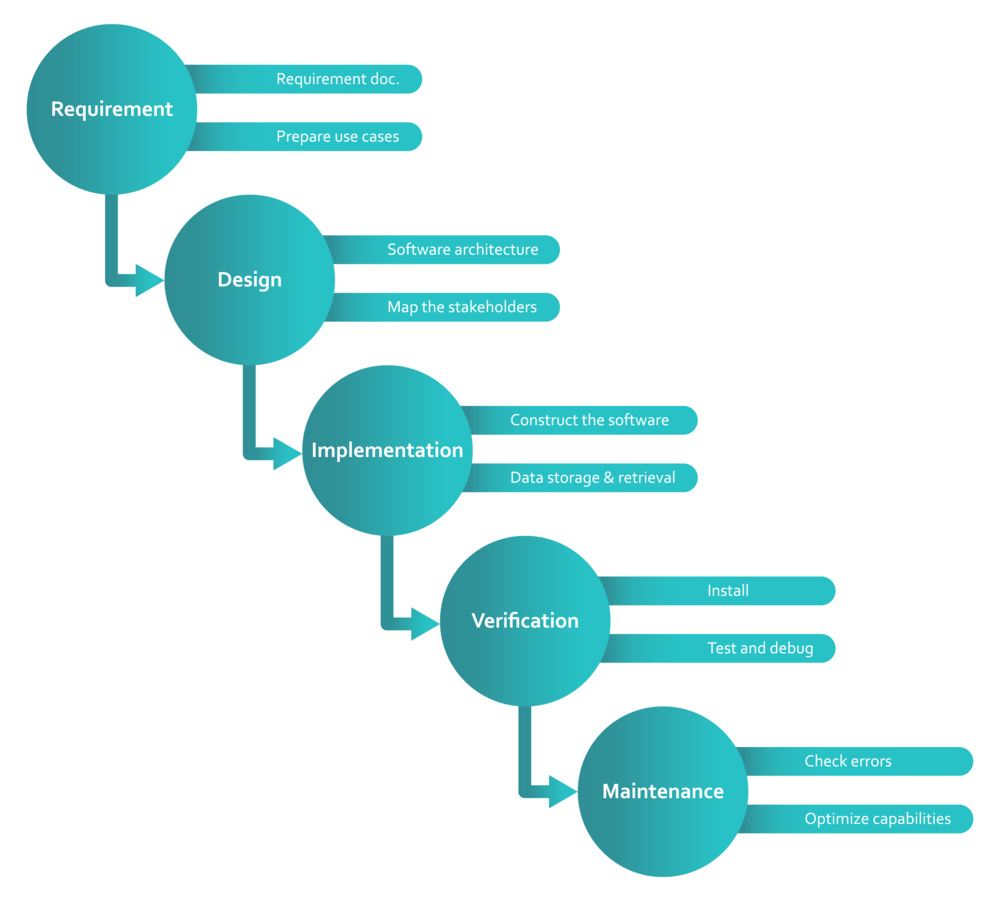 Requirement
Requirement doc.
Prepare use cases
Design
Software architecture
Map the stakeholders
Implementation
Construct the software
Data storage & retrieval
Verification
Install
Test and debug
Maintenance
Check errors
Optimize capabilities